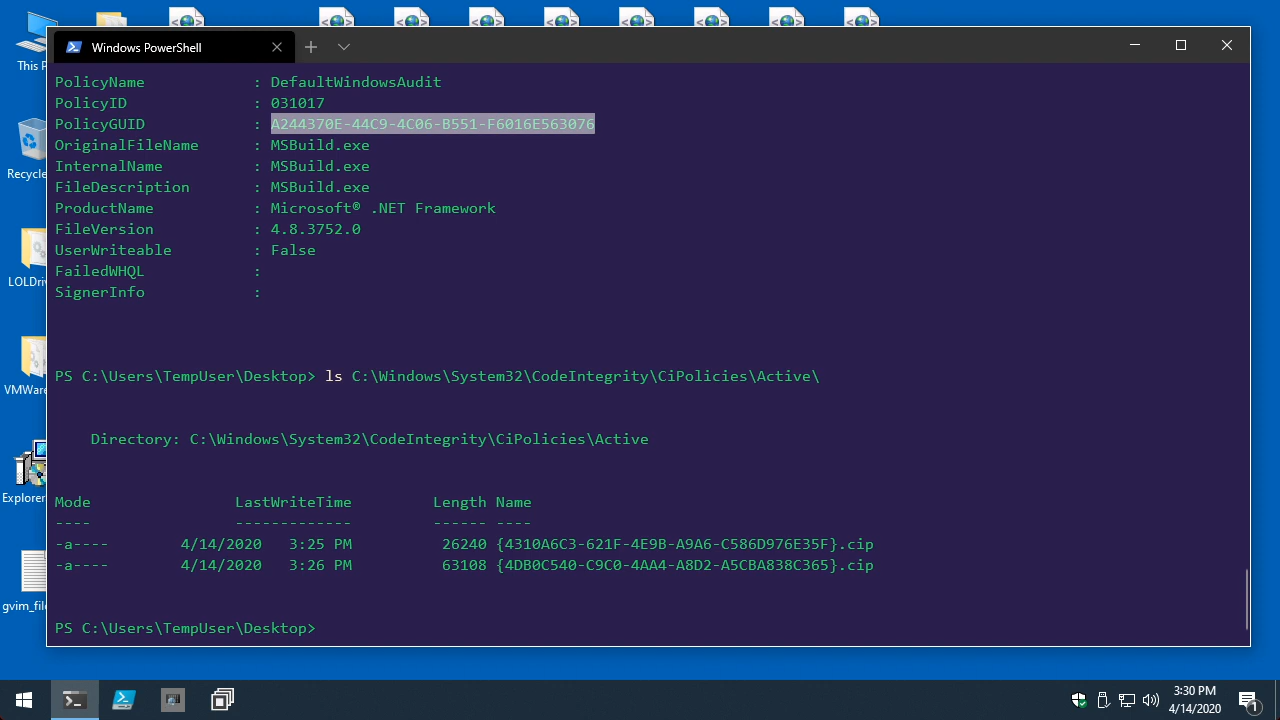 Windows PowerShell
This P
Recycle
LOLDriv
VMWare
Explorer
gvim_file
PolicyName : DefaultWindowsAudit
PolicyID : 031017
PolicyGUID : A244370E-44C9-4C06-B551-F6016E563076
OriginalFileName : MSBuild.exe
InternalName : MSBuild.exe
FileDescription : MSBuild.exe
ProductName : Microsoft® .NET Framework
FileVersion : 4.8.3752.0
UserWriteable : False
FailedWHQL :
SignerInfo :
PS C:\Users\TempUser\Desktop> ls C:\Windows\System32\CodeIntegrity\CiPolicies\Active\
Directory: C:\Windows\System32\CodeIntegrity\CiPolicies\Active
Mode LastWriteTime Length Name
---- ------------- ------ ----
-a---- 4/14/2020 3:25 PM 26240 {4310A6C3-621F-4E9B-A9A6-C586D976E35F}.cip
-a---- 4/14/2020 3:26 PM 63108 {4DB0C540-C9C0-4AA4-A8D2-A5CBA838C365}.cip
PS C:\Users\TempUser\Desktop>
3:30 PM
4/14/2020
1